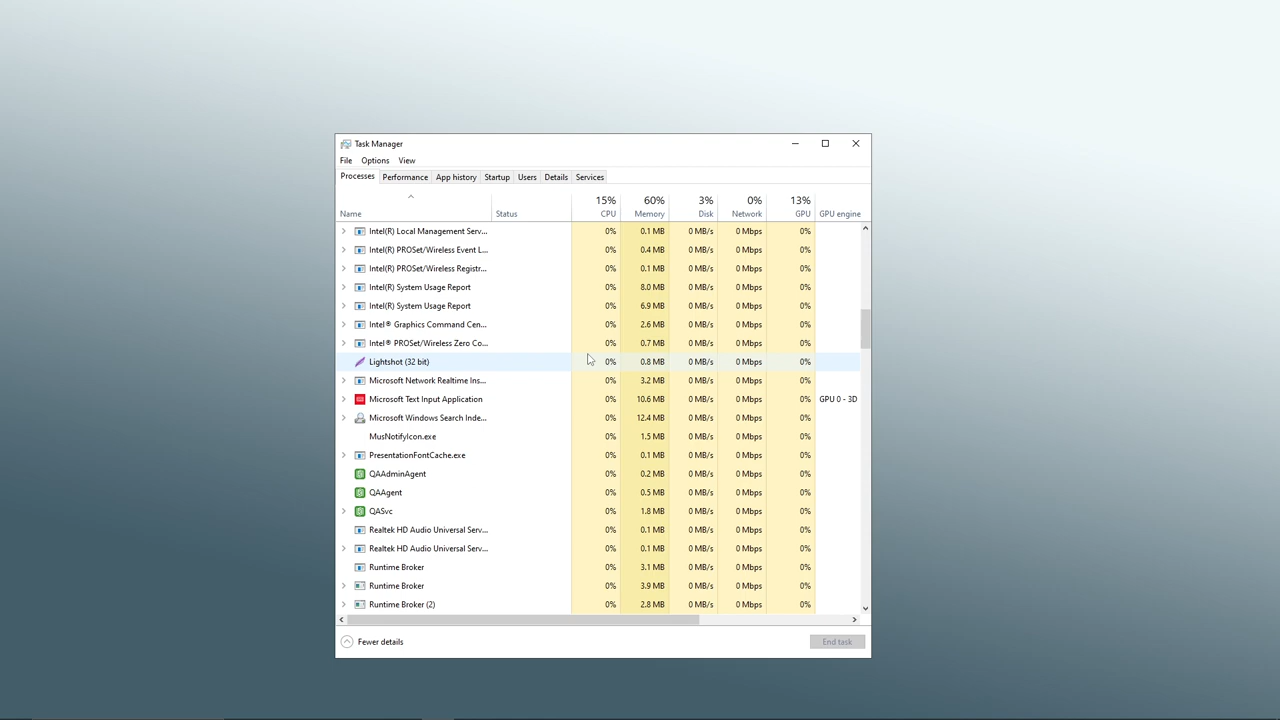 Task Manager
File Options View
Processes Performance App history Startup Users Details Services
15% 60% 3% 0% 13%
Name Status CPU Memory Disk Network GPU GPU engine
Intel(R) Local Management Serv... 0% 0.1 MB 0 MB/s 0 Mbps 0%
Intel(R) PROSet/Wireless Event L... 0% 0.4 MB 0 MB/s 0 Mbps 0%
Intel(R) PROSet/Wireless Registr... 0% 0.1 MB 0 MB/s 0 Mbps 0%
Intel(R) System Usage Report 0% 8.0 MB 0 MB/s 0 Mbps 0%
Intel(R) System Usage Report 0% 6.9 MB 0 MB/s 0 Mbps 0%
Intel® Graphics Command Cen... 0% 2.6 MB 0 MB/s 0 Mbps 0%
Intel® PROSet/Wireless Zero Co... 0% 0.7 MB 0 MB/s 0 Mbps 0%
Lightshot (32 bit) 0% 0.8 MB 0 MB/s 0 Mbps 0%
Microsoft Network Realtime Ins... 0% 3.2 MB 0 MB/s 0 Mbps 0%
Microsoft Text Input Application 0% 10.6 MB 0 MB/s 0 Mbps 0% GPU 0 - 3D
Microsoft Windows Search Inde... 0% 12.4 MB 0 MB/s 0 Mbps 0%
MusNotifyIcon.exe 0% 1.5 MB 0 MB/s 0 Mbps 0%
PresentationFontCache.exe 0% 0.2 MB 0 MB/s 0 Mbps 0%
QAAdminAgent 0% 0.2 MB 0 MB/s 0 Mbps 0%
QAAgent 0% 0.5 MB 0 MB/s 0 Mbps 0%
QASvc 0% 1.8 MB 0 MB/s 0 Mbps 0%
Realtek HD Audio Universal Serv... 0% 0.1 MB 0 MB/s 0 Mbps 0%
Realtek HD Audio Universal Serv... 0% 0.1 MB 0 MB/s 0 Mbps 0%
Runtime Broker 0% 3.1 MB 0 MB/s 0 Mbps 0%
Runtime Broker 0% 3.9 MB 0 MB/s 0 Mbps 0%
Runtime Broker (2) 0% 2.8 MB 0 MB/s 0 Mbps 0%
Fewer details End task